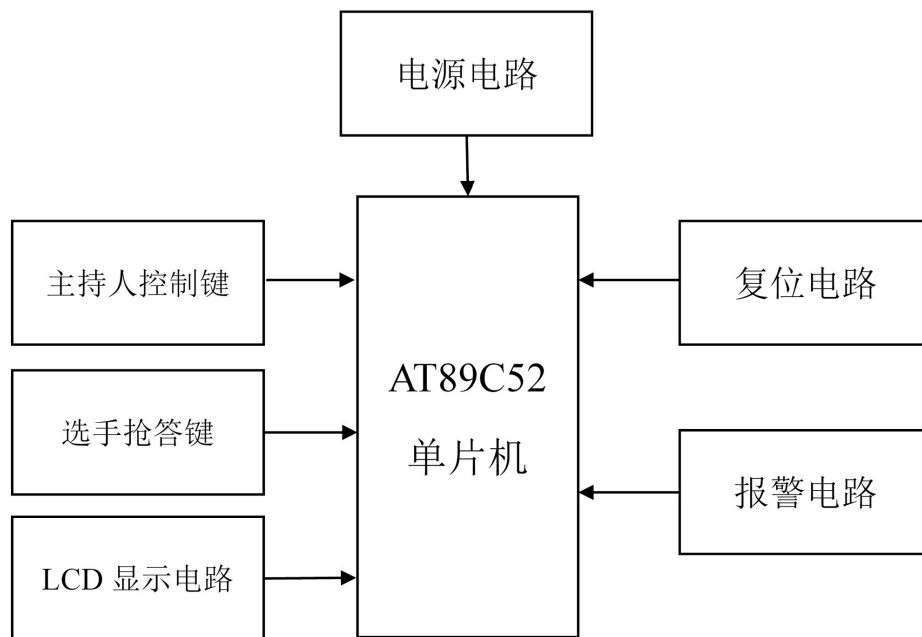 电源电路
主持人控制键
复位电路
AT89C52
单片机
选手抢答键
报警电路
LCD 显示电路